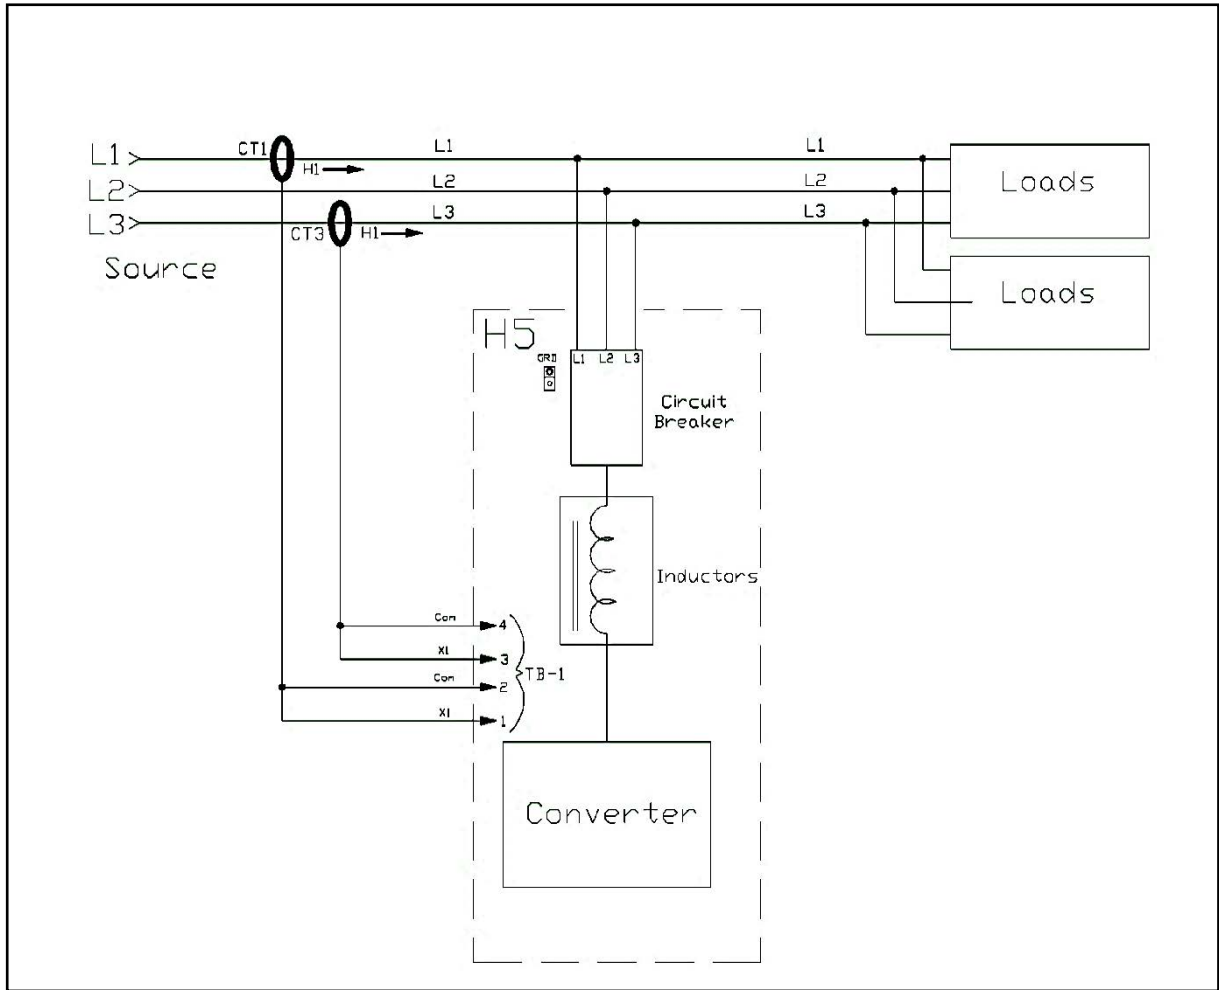 L1
CT1
H1
L1
L1
L2
L2
L2
L3
CT3
H1
L3
L3
Source
Loads
Loads
H5
GRD
L1 L2 L3
Circuit
Breaker
Inductors
Com
4
X1
3
TB-1
Com
2
X1
1
Converter